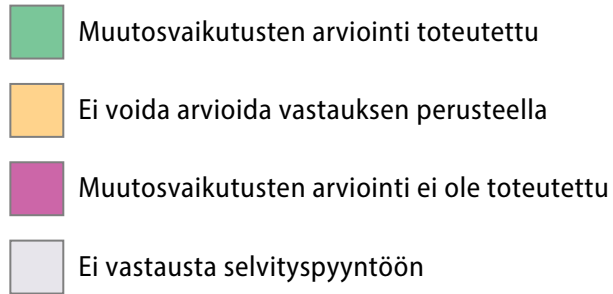 Muutosvaikutusten arviointi toteutettu
Ei voida arvioida vastauksen perusteella
Muutosvaikutusten arviointi ei ole toteutettu
Ei vastausta selvityspyyntöön